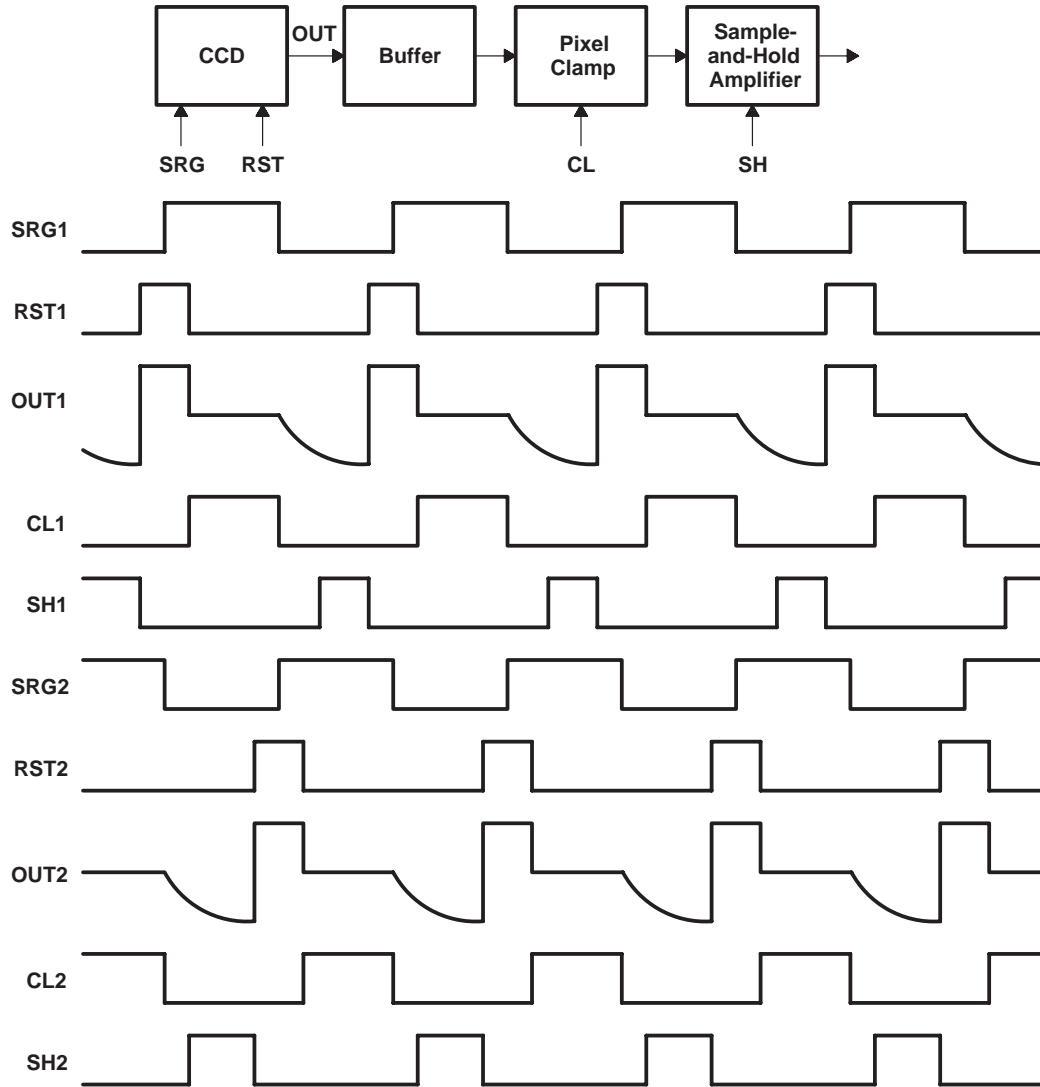 OUT
CCD
Buffer
Pixel
Clamp
Sample-
and-Hold
Amplifier
SRG
RST
CL
SH
SRG1
RST1
OUT1
CL1
SH1
SRG2
RST2
OUT2
CL2
SH2